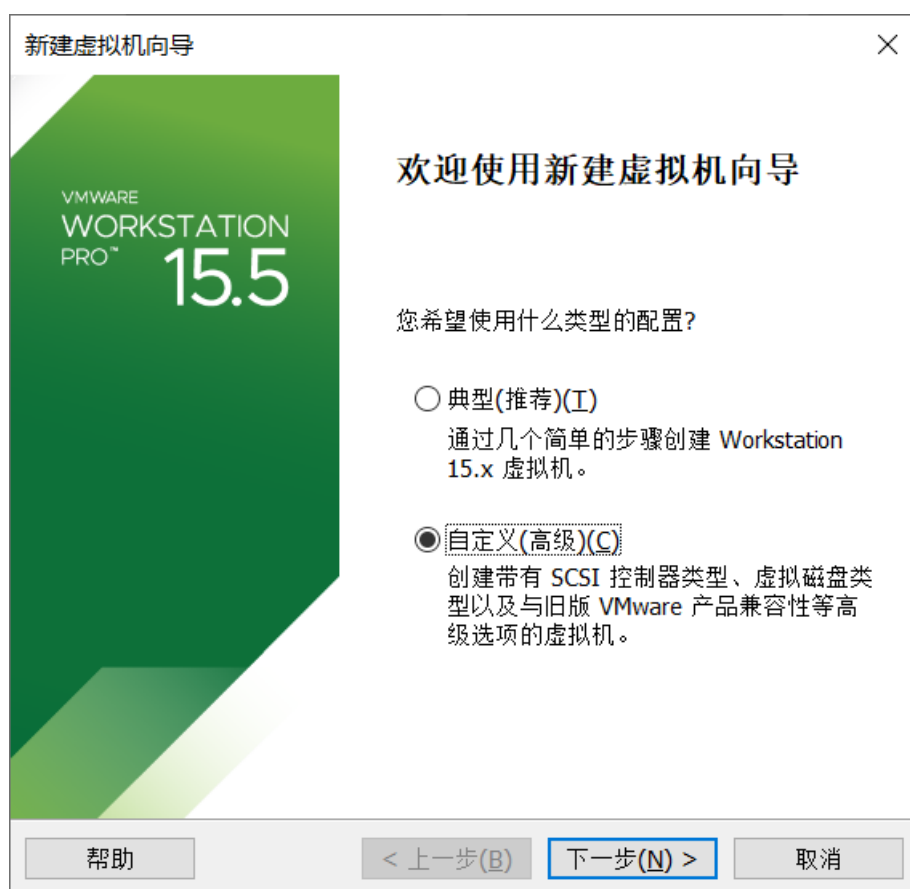 新建虚拟机向导
VMWARE
WORKSTATION
PRO™ 15.5
欢迎使用新建虚拟机向导
您希望使用什么类型的配置?
典型(推荐)(T)
通过几个简单的步骤创建 Workstation
15.x 虚拟机。
自定义(高级)(C)
创建带有 SCSI 控制器类型、虚拟磁盘类
型以及与旧版 VMware 产品兼容性等高
级选项的虚拟机。
帮助
< 上一步(B)
下一步(N) >
取消